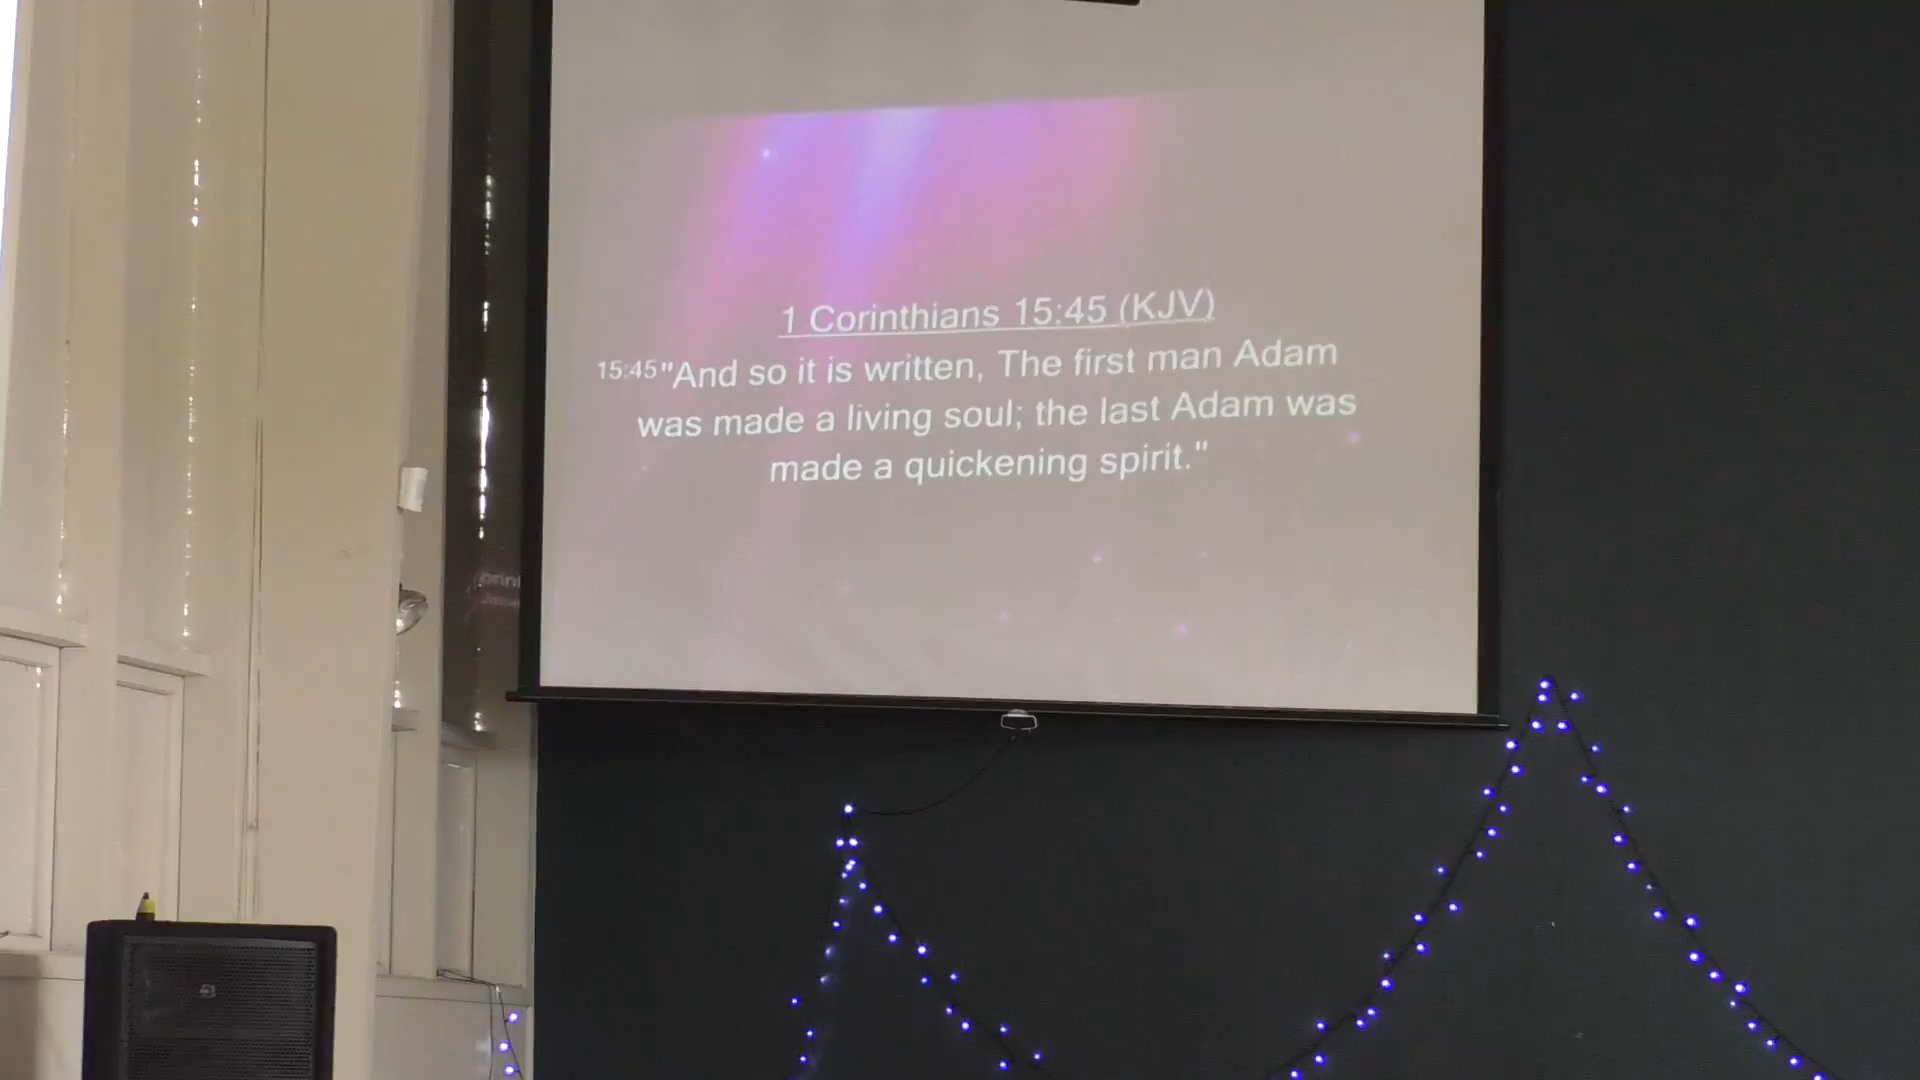 1 Corinthians 15:45 (KJV)
15:45"And so it is written, The first man Adam
was made a living soul; the last Adam was
made a quickening spirit."